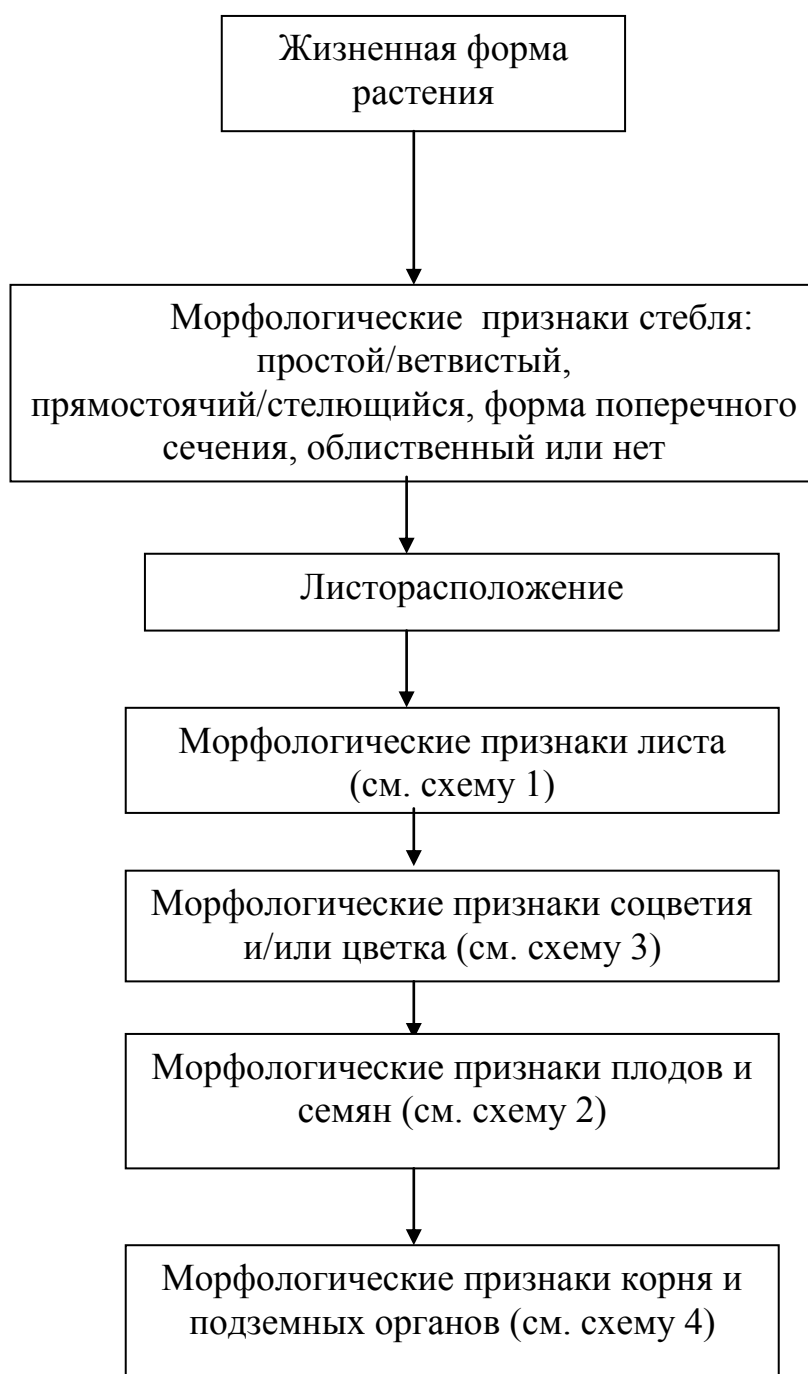 Жизненная форма
растения
Морфологические признаки стебля:
простой/ветвистый,
прямостоячий/стелющийся, форма поперечного
сечения, облиственный или нет
Листорасположение
Морфологические признаки листа
(см. схему 1)
Морфологические признаки соцветия
и/или цветка (см. схему 3)
Морфологические признаки плодов и
семян (см. схему 2)
Морфологические признаки корня и
подземных органов (см. схему 4)